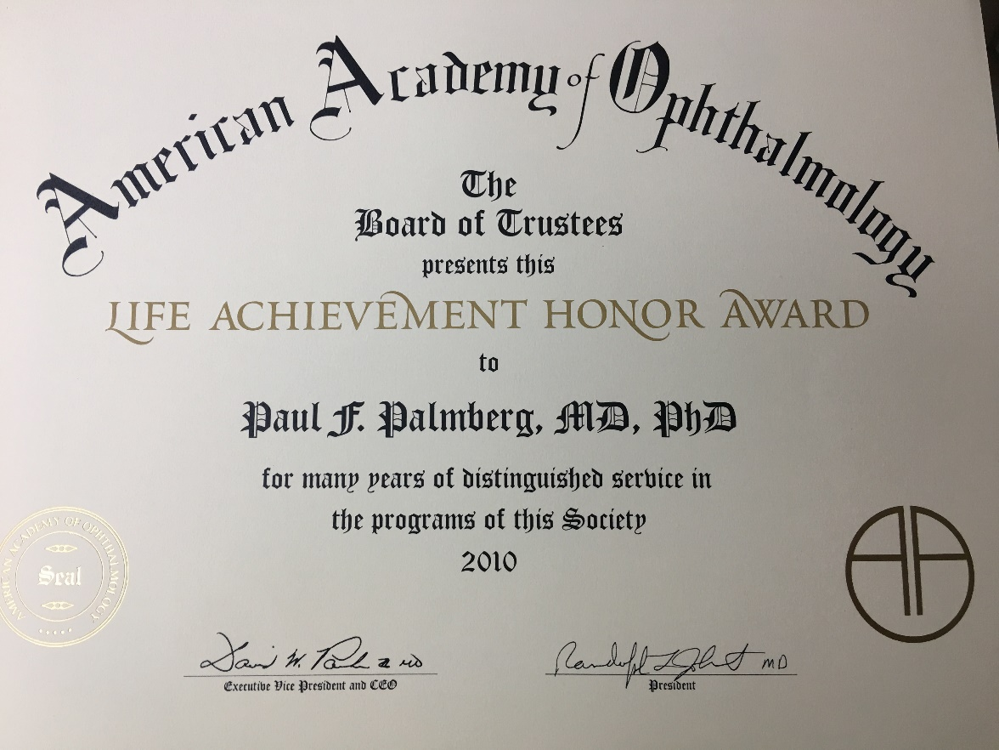 American Academy of Ophthalmology
The
Board of Trustees
presents this
LIFE ACHIEVEMENT HONOR AWARD
to
Paul F. Palmberg, MD, PhD
for many years of distinguished service in
the programs of this Society
2010
AMERICAN ACADEMY OF OPHTHALMOLOGY
Seal
David W. Parke II MD
Executive Vice President and CEO
Randolph L Johnston MD
President